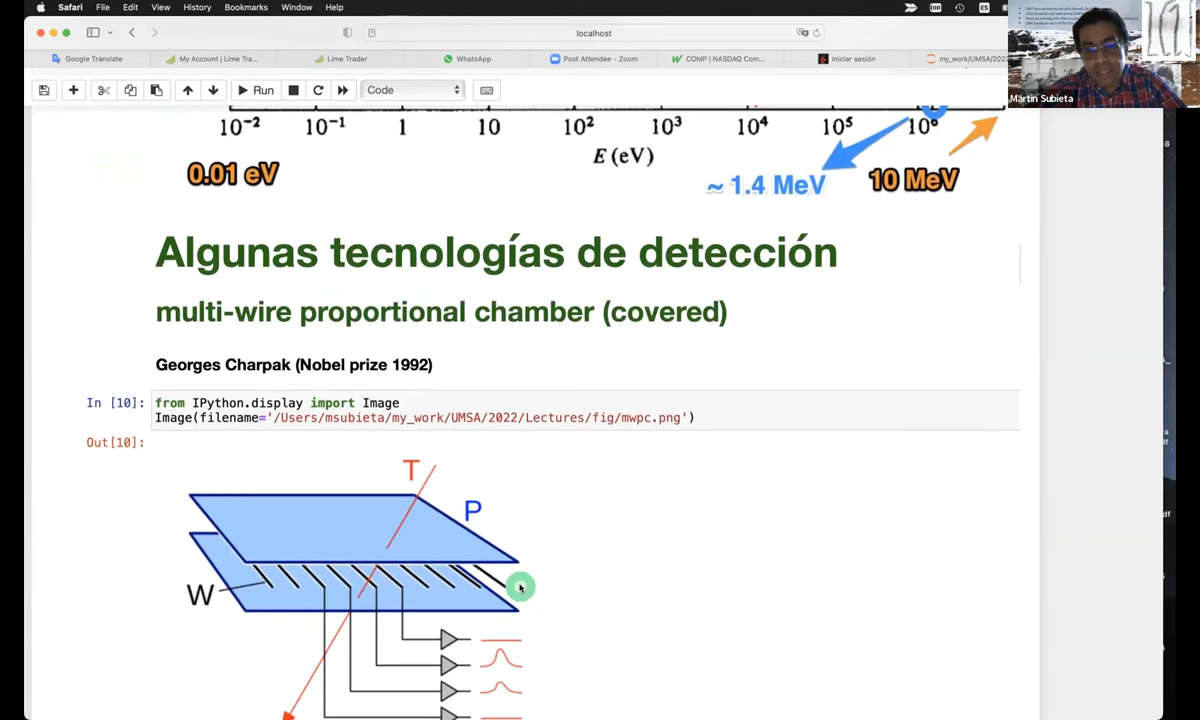 Safari File Edit View History Bookmarks Window Help
ES
localhost
Google Translate My Account | Lime Tra... Lime Trader WhatsApp Post Attendee - Zoom COMP | NASDAQ Com... Iniciar sesión my_work/UMSA/202
Run Code
Martin Subieta
10-2 10-1 1 10 102 103 104 105 106
E (eV)
0.01 eV ~ 1.4 MeV 10 MeV
Algunas tecnologías de detección
multi-wire proportional chamber (covered)
Georges Charpak (Nobel prize 1992)
In [10]: from IPython.display import Image
Image(filename='/Users/msubieta/my_work/UMSA/2022/Lectures/fig/mwpc.png')
Out[10]:
T
P
W